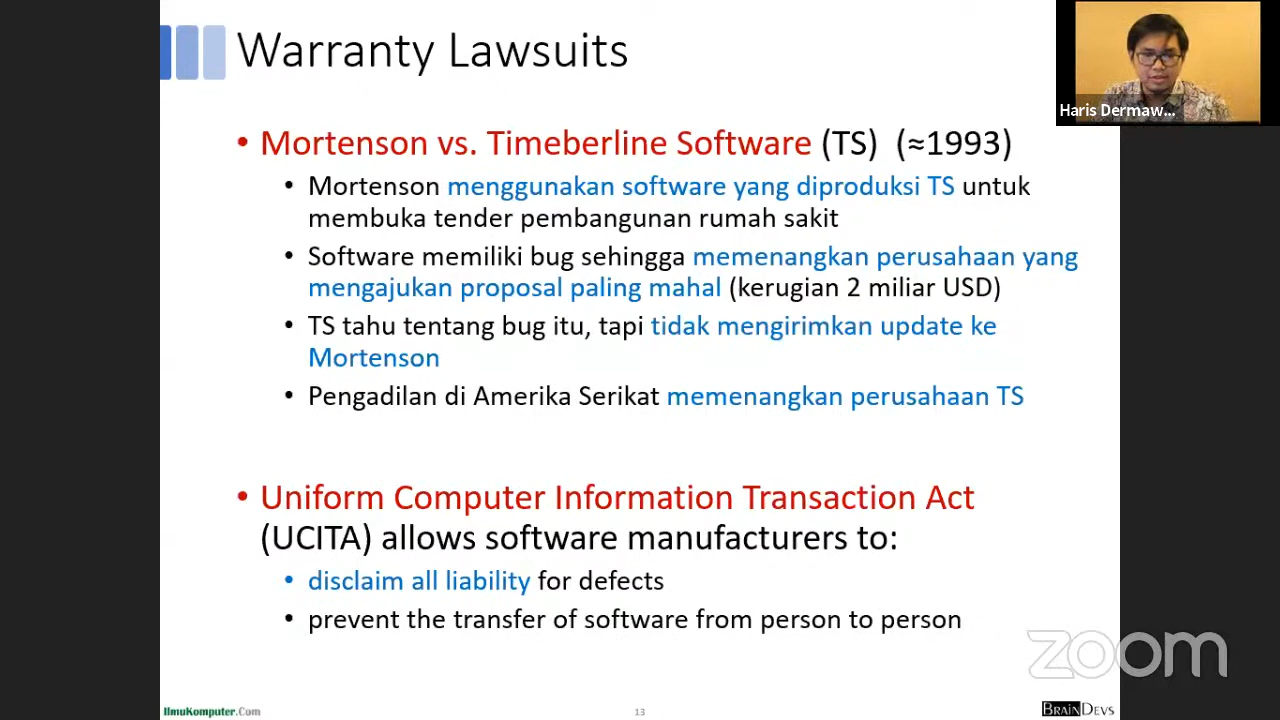 Warranty Lawsuits
Haris Dermaw...
• Mortenson vs. Timeberline Software (TS) (≈1993)
• Mortenson menggunakan software yang diproduksi TS untuk
membuka tender pembangunan rumah sakit
• Software memiliki bug sehingga memenangkan perusahaan yang
mengajukan proposal paling mahal (kerugian 2 miliar USD)
• TS tahu tentang bug itu, tapi tidak mengirimkan update ke
Mortenson
• Pengadilan di Amerika Serikat memenangkan perusahaan TS
• Uniform Computer Information Transaction Act
(UCITA) allows software manufacturers to:
• disclaim all liability for defects
• prevent the transfer of software from person to person
zoom
IlmuKomputer.Com
13
BRAINDEVS